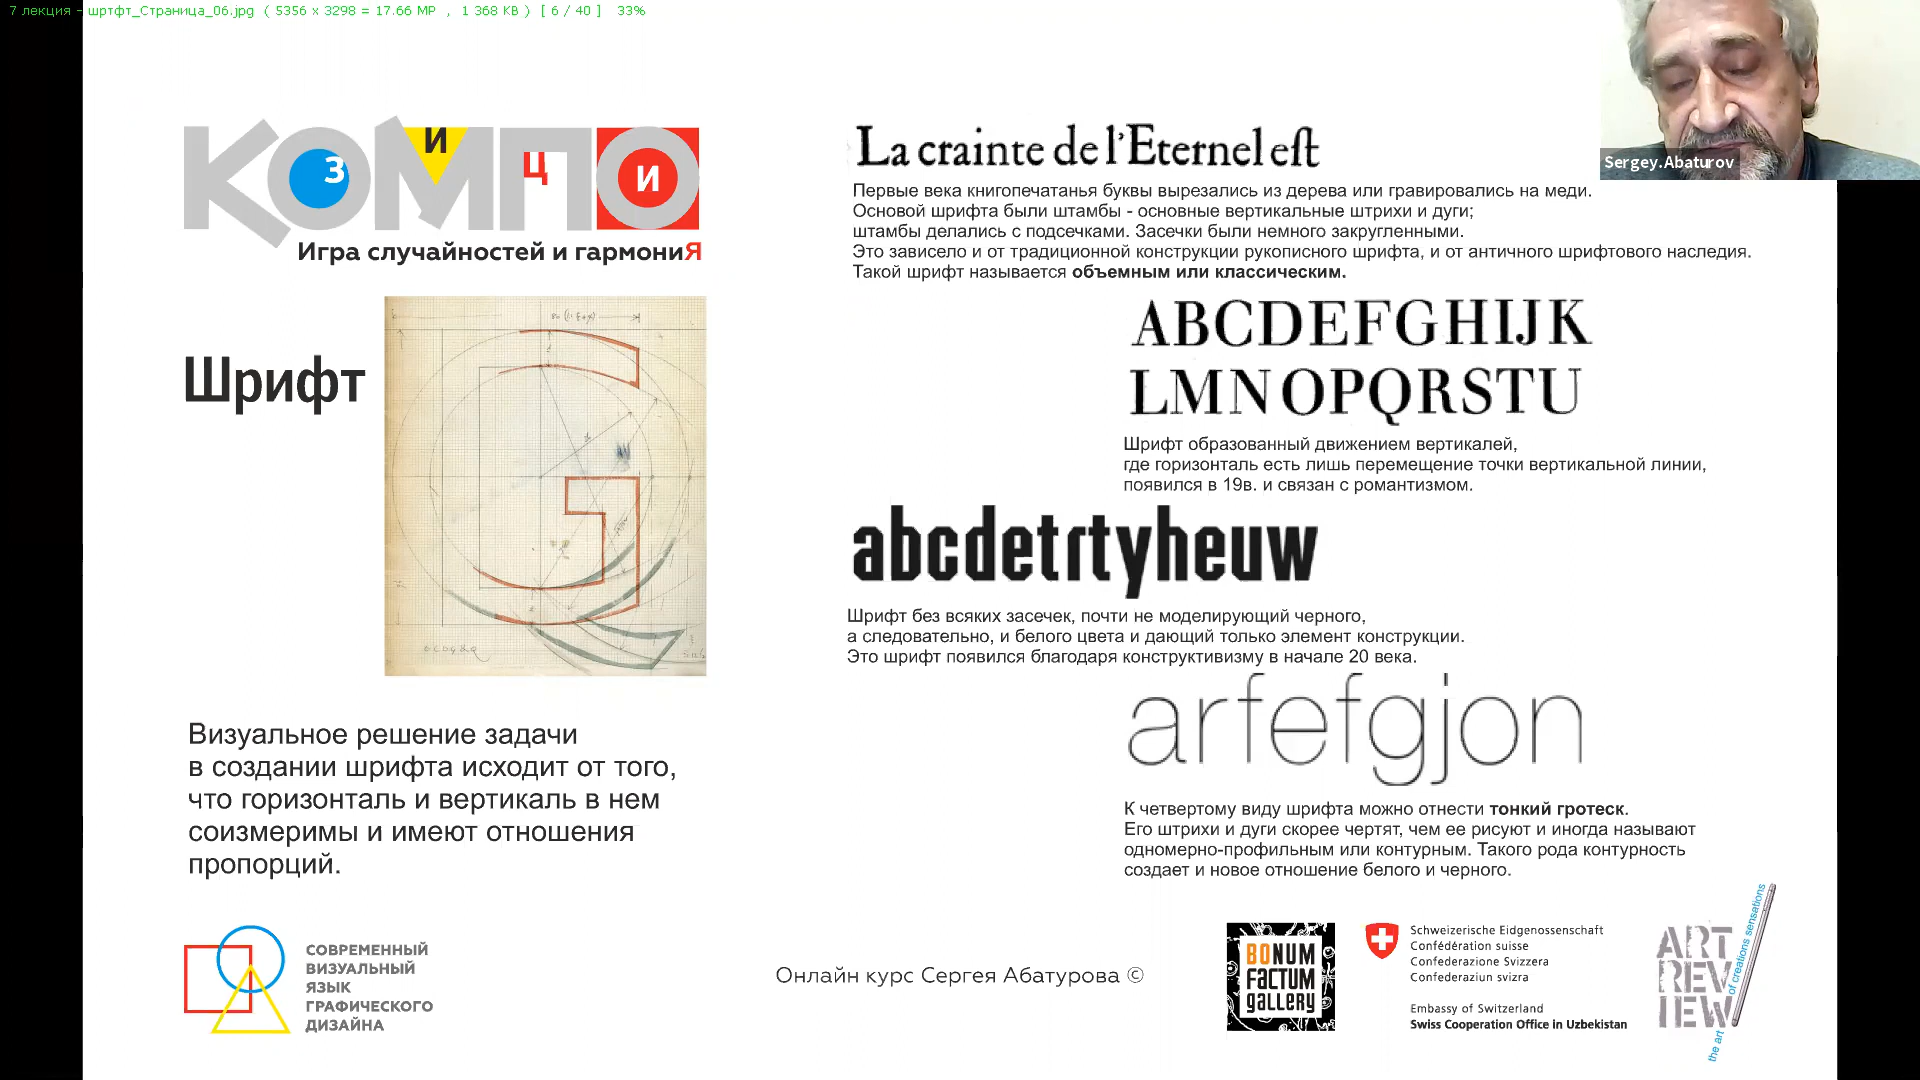 7 лекция - шртфт_Страница_06.jpg ( 5356 x 3298 = 17.66 MP , 1 368 KB ) [ 6 / 40 ] 33%
Sergey.Abaturov
КОМПО
З И Ц И
Игра случайностей и гармониЯ
Шрифт
Визуальное решение задачи
в создании шрифта исходит от того,
что горизонталь и вертикаль в нем
соизмеримы и имеют отношения
пропорций.
La crainte de l'Eternel eſt
Первые века книгопечатанья буквы вырезались из дерева или гравировались на меди.
Основой шрифта были штамбы - основные вертикальные штрихи и дуги;
штамбы делались с подсечками. Засечки были немного закругленными.
Это зависело и от традиционной конструкции рукописного шрифта, и от античного шрифтового наследия.
Такой шрифт называется объемным или классическим.
ABCDEFGHIJK
LMNOPQRSTU
Шрифт образованный движением вертикалей,
где горизонталь есть лишь перемещение точки вертикальной линии,
появился в 19в. и связан с романтизмом.
abcdetrtyheuw
Шрифт без всяких засечек, почти не моделирующий черного,
а следовательно, и белого цвета и дающий только элемент конструкции.
Это шрифт появился благодаря конструктивизму в начале 20 века.
arfefgjon
К четвертому виду шрифта можно отнести тонкий гротеск.
Его штрихи и дуги скорее чертят, чем ее рисуют и иногда называют
одномерно-профильным или контурным. Такого рода контурность
создает и новое отношение белого и черного.
СОВРЕМЕННЫЙ
ВИЗУАЛЬНЫЙ
ЯЗЫК
ГРАФИЧЕСКОГО
ДИЗАЙНА
Онлайн курс Сергея Абатурова ©
BONUM
FACTUM
gallery
Schweizerische Eidgenossenschaft
Confédération suisse
Confederazione Svizzera
Confederaziun svizra
Embassy of Switzerland
Swiss Cooperation Office in Uzbekistan
ART
REV
IEW
the art of creations sensations